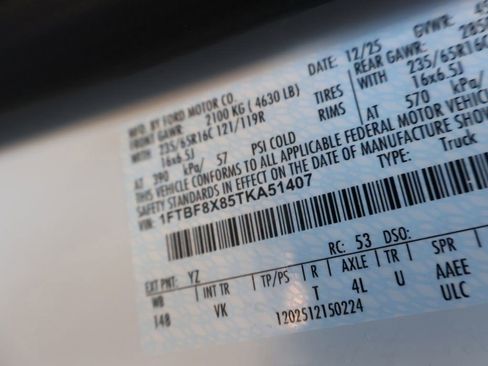 MFD. BY FORD MOTOR CO.
DATE: 12/25
GVWR:
FRONT GAWR: 2100 KG ( 4630 LB)
REAR GAWR:
WITH 235/65R16C 121/119R TIRES
WITH 235/65R16C
16x6.5J RIMS
16x6.5J
AT 390 kPa/ 57 PSI COLD
AT 570 kPa/
THIS VEHICLE CONFORMS TO ALL APPLICABLE FEDERAL MOTOR VEHIC
SAFETY STANDARDS IN EFFECT ON THE DATE OF MANUFACTURE SHOW
VIN: 1FTBF8X85TKA51407
TYPE: Truck
EXT PNT: YZ RC: 53 DSO:
WB INT TR TP/PS R AXLE TR SPR
148 VK T 4L U AAEE
1202512150224 ULC